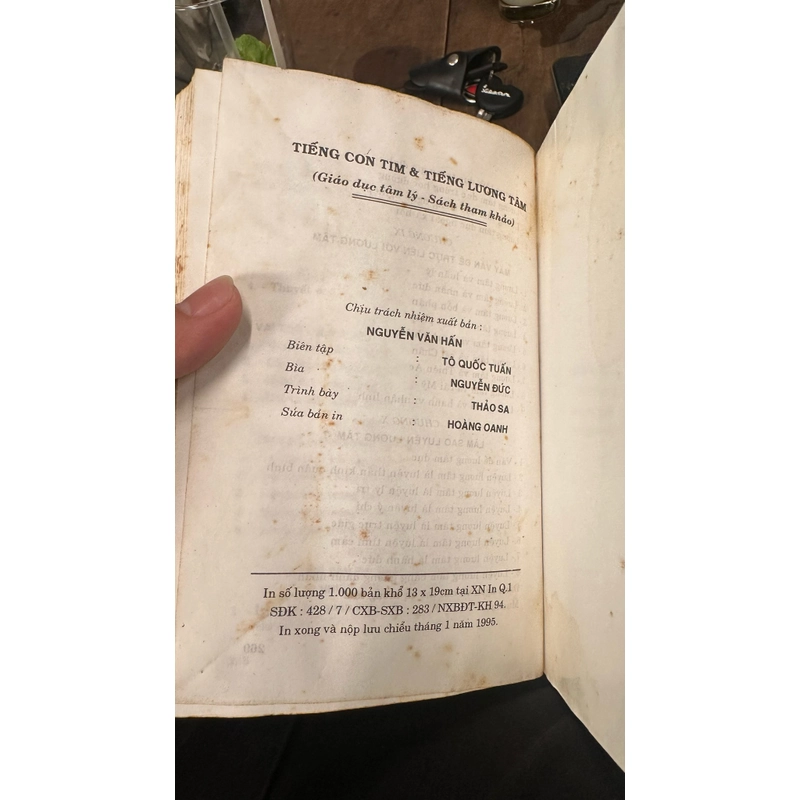 TIẾNG CON TIM & TIẾNG LƯƠNG TÂM
(Giáo dục tâm lý - Sách tham khảo)
Chịu trách nhiệm xuất bản :
NGUYỄN VĂN HẤN
Biên tập : TÔ QUỐC TUẤN
Bìa : NGUYỄN ĐỨC
Trình bày : THẢO SA
Sửa bản in : HOÀNG OANH
In số lượng 1.000 bản khổ 13 x 19cm tại XN In Q.1
SĐK : 428 / 7 / CXB-SXB : 283 / NXBĐT-KH 94.
In xong và nộp lưu chiểu tháng 1 năm 1995.